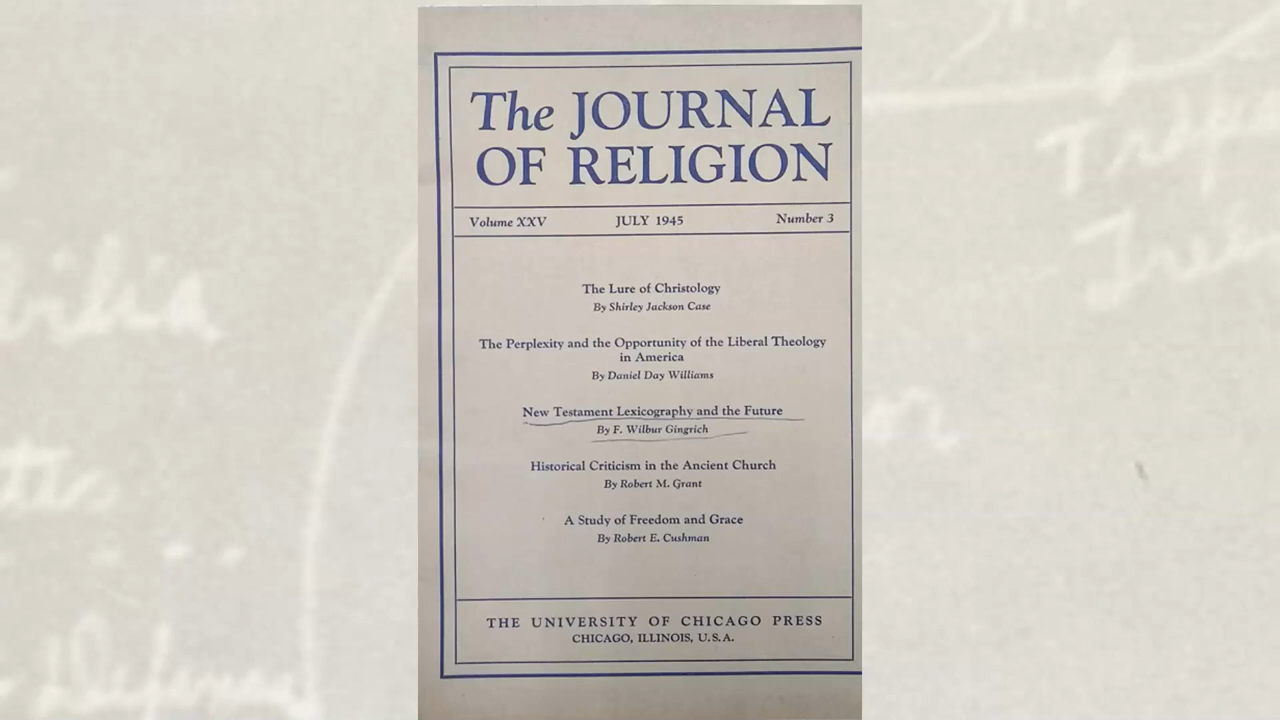 The JOURNAL
OF RELIGION
Volume XXV JULY 1945 Number 3
The Lure of Christology
By Shirley Jackson Case
The Perplexity and the Opportunity of the Liberal Theology
in America
By Daniel Day Williams
New Testament Lexicography and the Future
By F. Wilbur Gingrich
Historical Criticism in the Ancient Church
By Robert M. Grant
A Study of Freedom and Grace
By Robert E. Cushman
THE UNIVERSITY OF CHICAGO PRESS
CHICAGO, ILLINOIS, U.S.A.